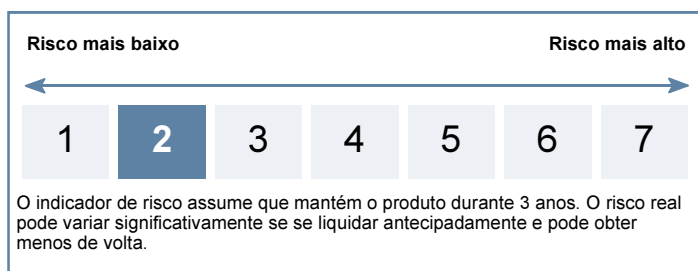 Risco mais baixo Risco mais alto
1 2 3 4 5 6 7
O indicador de risco assume que mantém o produto durante 3 anos. O risco real
pode variar significativamente se se liquidar antecipadamente e pode obter
menos de volta.